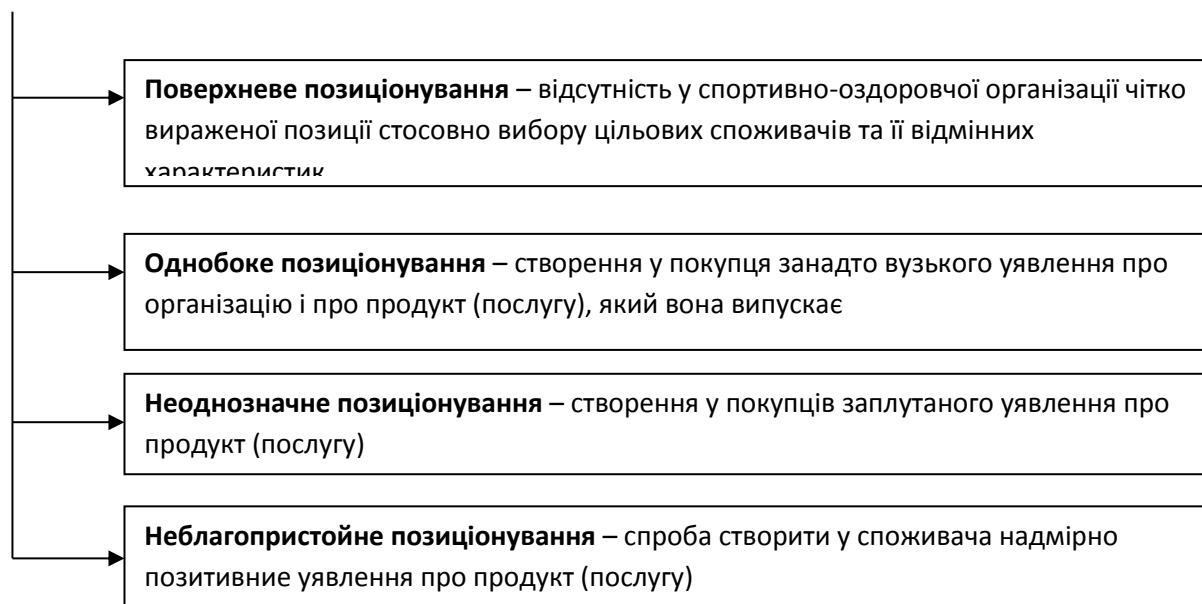 Поверхневе позиціонування – відсутність у спортивно-оздоровчої організації чітко
вираженої позиції стосовно вибору цільових споживачів та її відмінних
характеристик
Однобоке позиціонування – створення у покупця занадто вузького уявлення про
організацію і про продукт (послугу), який вона випускає
Неоднозначне позиціонування – створення у покупців заплутаного уявлення про
продукт (послугу)
Неблагопристойне позиціонування – спроба створити у споживача надмірно
позитивние уявлення про продукт (послугу)